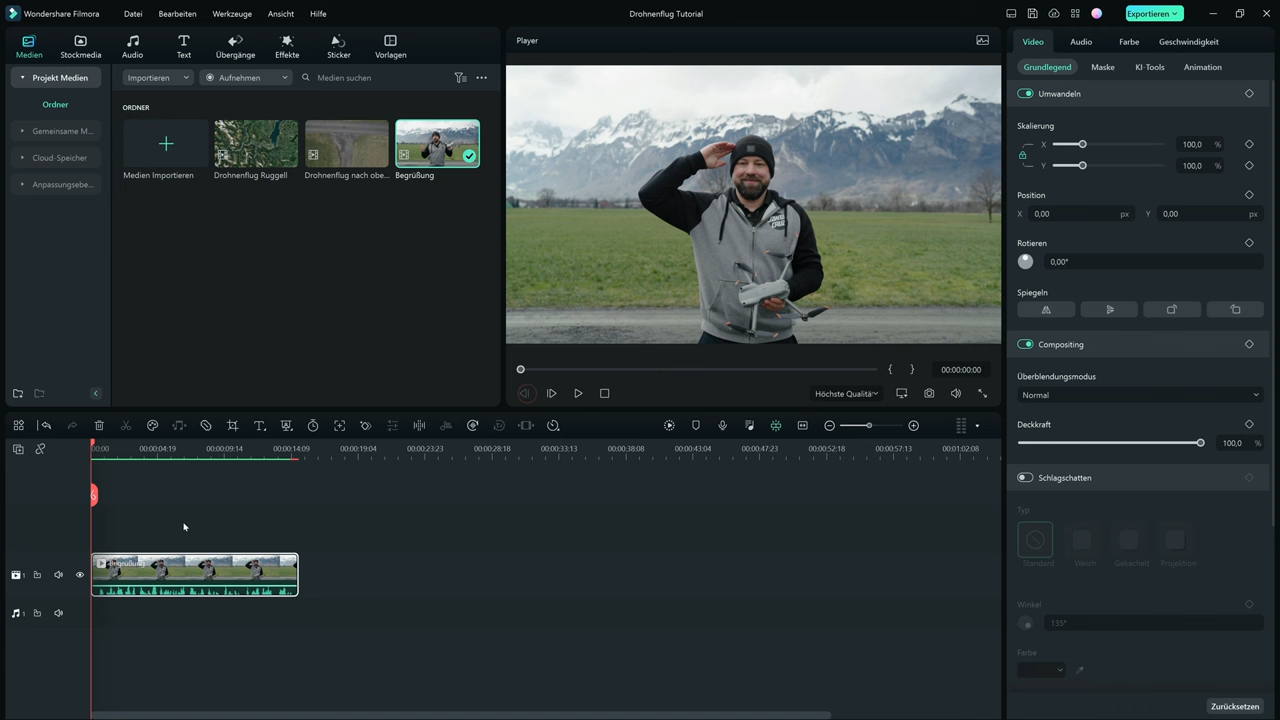 Wondershare Filmora
Datei
Bearbeiten
Werkzeuge
Ansicht
Hilfe
Drohnenflug Tutorial
Exportieren
Medien
Stockmedia
Audio
Text
Übergänge
Effekte
Sticker
Vorlagen
Projekt Medien
Ordner
Gemeinsame M...
Cloud-Speicher
Anpassungsebe...
Importieren
Aufnehmen
Medien suchen
ORDNER
Medien Importieren
Drohnenflug Ruggell
Drohnenflug nach obe...
Begrüßung
Player
00:00:00:00
Höchste Qualitä
Video
Audio
Farbe
Geschwindigkeit
Grundlegend
Maske
KI-Tools
Animation
Umwandeln
Skalierung
X 100,0 %
Y 100,0 %
Position
X 0,00 px Y 0,00 px
Rotieren
0,00°
Spiegeln
Compositing
Überblendungsmodus
Normal
Deckkraft
100,0 %
Schlagschatten
Typ
Standard
Weich
Gekachelt
Projektion
Winkel
135°
Farbe
Zurücksetzen
00:00
00:00:04:19
00:00:09:14
00:00:14:09
00:00:19:04
00:00:23:23
00:00:28:18
00:00:33:13
00:00:38:08
00:00:43:04
00:00:47:23
00:00:52:18
00:00:57:13
00:01:02:08
Begrüßung
1
1